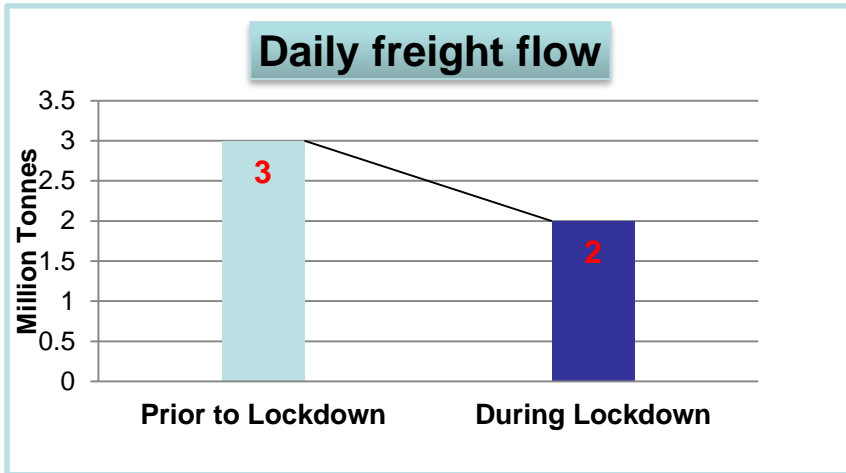 Daily freight flow
Million Tonnes
3.5
3
2.5
2
1.5
1
0.5
0
3
2
Prior to Lockdown
During Lockdown